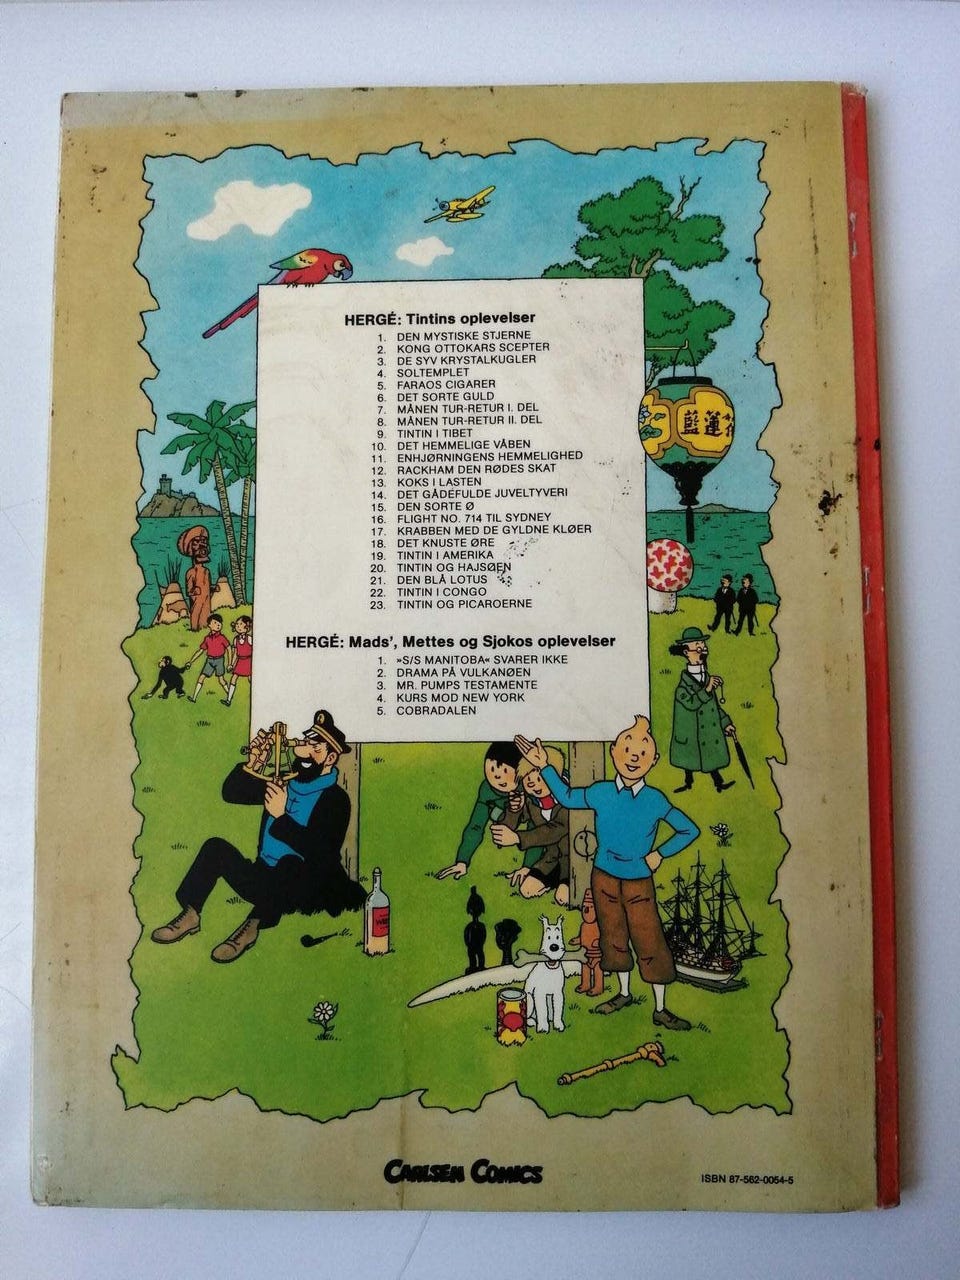 HERGÉ: Tintins oplevelser
1. DEN MYSTISKE STJERNE
2. KONG OTTOKARS SCEPTER
3. DE SYV KRYSTALKUGLER
4. SOLTEMPLET
5. FARAOS CIGARER
6. DET SORTE GULD
7. MÅNEN TUR-RETUR I. DEL
8. MÅNEN TUR-RETUR II. DEL
9. TINTIN I TIBET
10. DET HEMMELIGE VÅBEN
11. ENHJØRNINGENS HEMMELIGHED
12. RACKHAM DEN RØDES SKAT
13. KOKS I LASTEN
14. DET GÅDEFULDE JUVELTYVERI
15. DEN SORTE Ø
16. FLIGHT NO. 714 TIL SYDNEY
17. KRABBEN MED DE GYLDNE KLØER
18. DET KNUSTE ØRE
19. TINTIN I AMERIKA
20. TINTIN OG HAJSØEN
21. DEN BLÅ LOTUS
22. TINTIN I CONGO
23. TINTIN OG PICAROERNE
HERGÉ: Mads', Mettes og Sjokos oplevelser
1. »S/S MANITOBA« SVARER IKKE
2. DRAMA PÅ VULKANØEN
3. MR. PUMPS TESTAMENTE
4. KURS MOD NEW YORK
5. COBRADALEN
藍蓮
CARLSEN COMICS
ISBN 87-562-0054-5